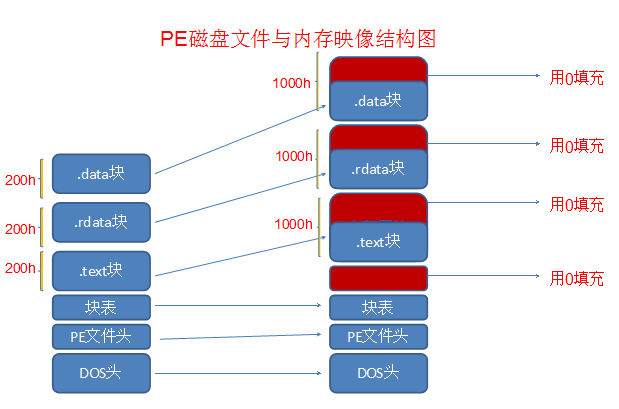 PE磁盘文件与内存映像结构图
1000h
用0填充
.data块
1000h
用0填充
.rdata块
200h
.data块
1000h
用0填充
.text块
200h
.rdata块
200h
.text块
用0填充
块表
块表
PE文件头
PE文件头
DOS头
DOS头